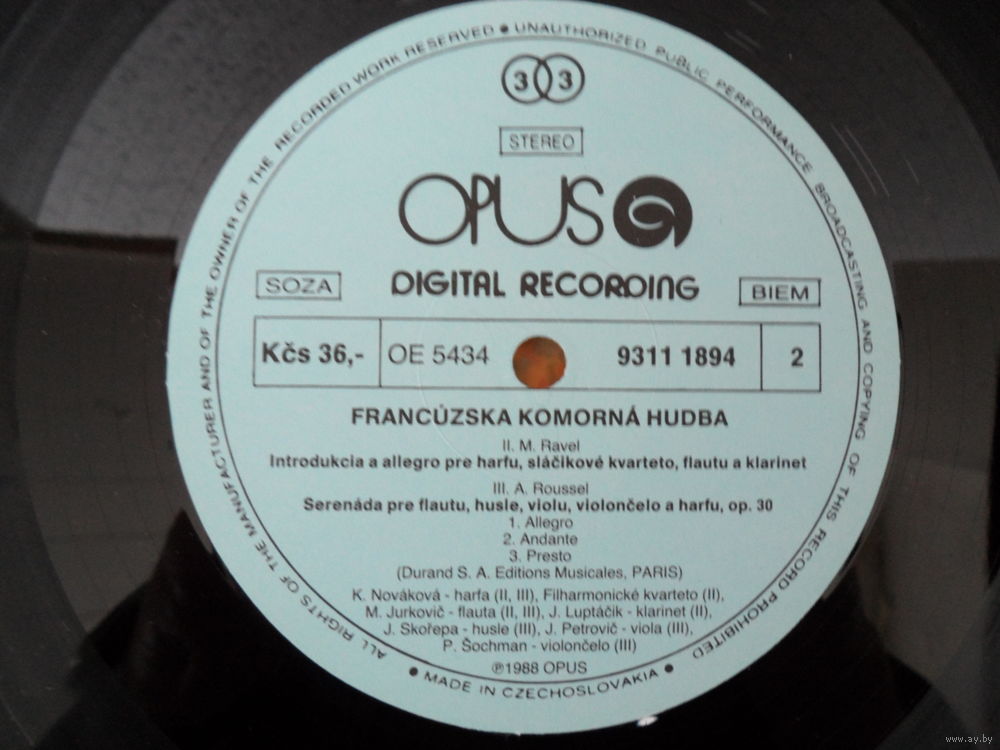 ALL RIGHTS OF THE MANUFACTURER AND OF THE OWNER OF THE RECORDED WORK RESERVED ● UNAUTHORIZED PUBLIC PERFORMANCE BROADCASTING AND COPYING OF THIS RECORD PROHIBITED
● MADE IN CZECHOSLOVAKIA ●
33
STEREO
OPUS
SOZA DIGITAL RECORDING BIEM
Kčs 36,- OE 5434 9311 1894 2
FRANCÚZSKA KOMORNÁ HUDBA
II. M. Ravel
Introdukcia a allegro pre harfu, sláčikové kvarteto, flautu a klarinet
III. A. Roussel
Serenáda pre flautu, husle, violu, violončelo a harfu, op. 30
1. Allegro
2. Andante
3. Presto
(Durand S. A. Editions Musicales, PARIS)
K. Nováková - harfa (II, III), Filharmonické kvarteto (II),
M. Jurkovič - flauta (II, III), J. Luptáčik - klarinet (II),
J. Skořepa - husle (III), J. Petrovič - viola (III),
P. Šochman - violončelo (III)
℗1988 OPUS
www.ay.by